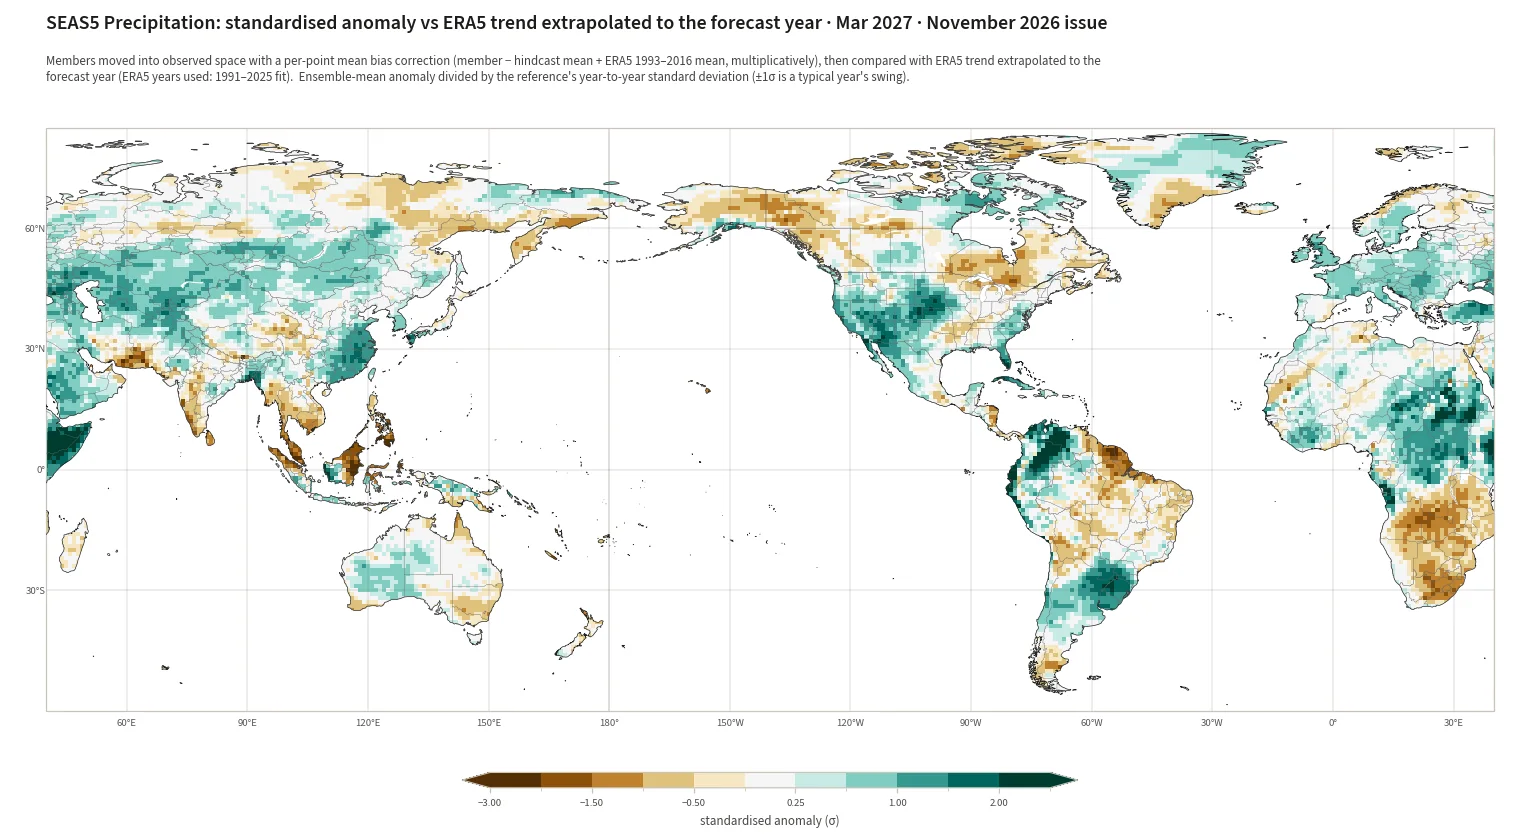 SEAS5 Precipitation: standardised anomaly vs ERA5 trend extrapolated to the forecast year · Mar 2027 · November 2026 issue
Members moved into observed space with a per-point mean bias correction (member − hindcast mean + ERA5 1993–2016 mean, multiplicatively), then compared with ERA5 trend extrapolated to the
forecast year (ERA5 years used: 1991–2025 fit). Ensemble-mean anomaly divided by the reference's year-to-year standard deviation (±1σ is a typical year's swing).
60°N
30°N
0°
30°S
60°E 90°E 120°E 150°E 180° 150°W 120°W 90°W 60°W 30°W 0° 30°E
−3.00 −1.50 −0.50 0.25 1.00 2.00
standardised anomaly (σ)